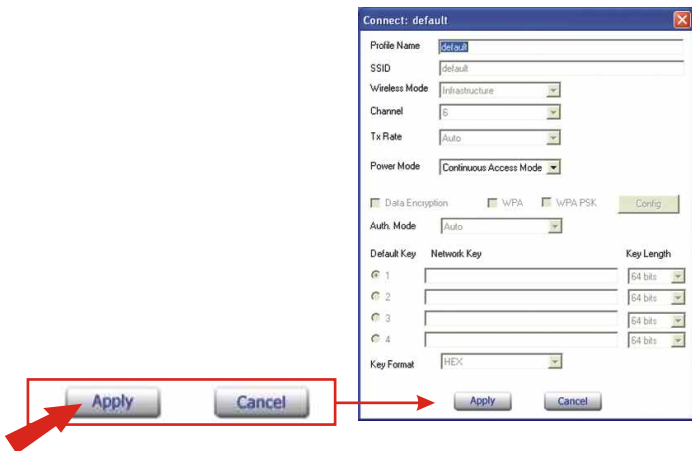 Connect: default
Profile Name default
SSID default
Wireless Mode Infrastructure
Channel 6
Tx Rate Auto
Power Mode Continuous Access Mode
Data Encryption WPA WPA PSK Config
Auth. Mode Auto
Default Key Network Key Key Length
1 64 bits
2 64 bits
3 64 bits
4 64 bits
Key Format HEX
Apply Cancel
Apply Cancel